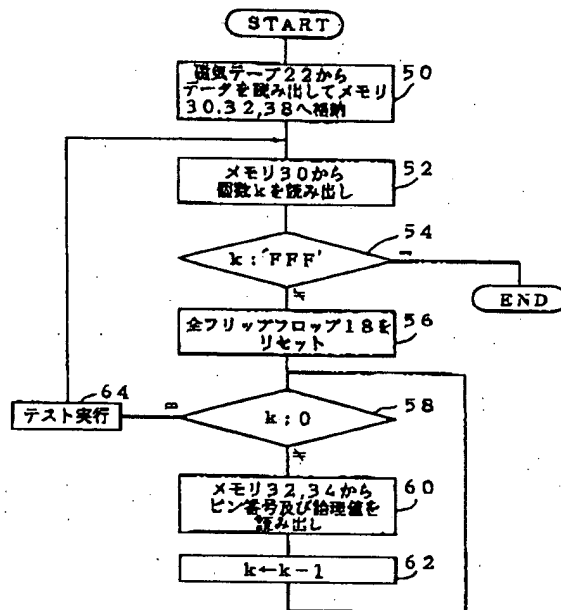 START
磁気テープ22から
データを読み出してメモリ
30,32,38へ格納
50
メモリ30から
個数kを読み出し
52
k:'FFF'
54
=
≠
END
全フリップフロップ18を
リセット
56
64
テスト実行
=
k:0
58
≠
メモリ32,34から
ピン番号及び論理値を
読み出し
60
k←k-1
62